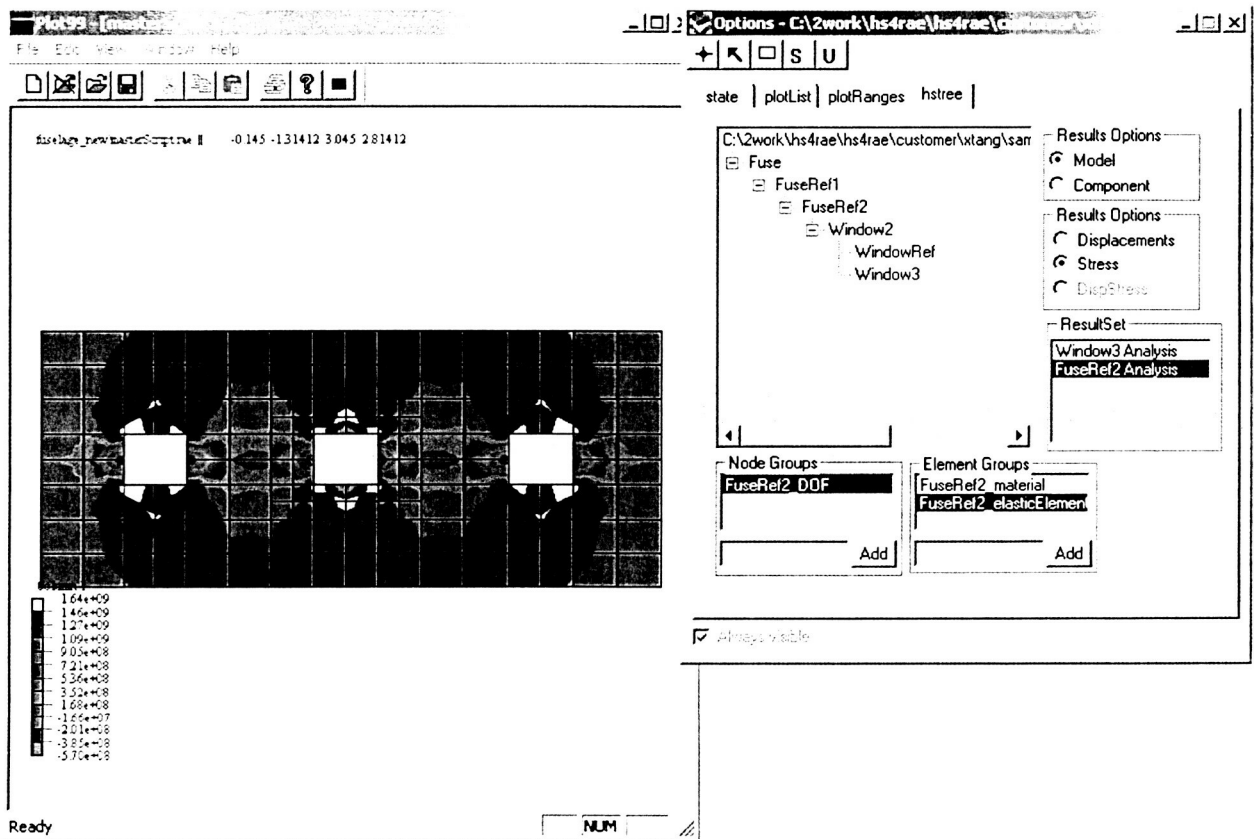 Plot99 - [master
File Edit View Window Help
fuselage_new\masterScript.rae -0.145 -1.31412 3.045 2.81412
1.64e+09
1.46e+09
1.27e+09
1.09e+09
9.05e+08
7.21e+08
5.36e+08
3.52e+08
1.68e+08
-1.66e+07
-2.01e+08
-3.85e+08
-5.70e+08
Ready NUM
Options - C:\2work\hs4rae\hs4rae\
S U
state plotList plotRanges hstree
C:\2work\hs4rae\hs4rae\customer\xtang\sam
Fuse
FuseRef1
FuseRef2
Window2
WindowRef
Window3
Results Options
Model
Component
Results Options
Displacements
Stress
DispStress
ResultSet
Window3 Analysis
FuseRef2 Analysis
Node Groups
FuseRef2_DOF
Add
Element Groups
FuseRef2_material
FuseRef2_elasticElement
Add
Always visible